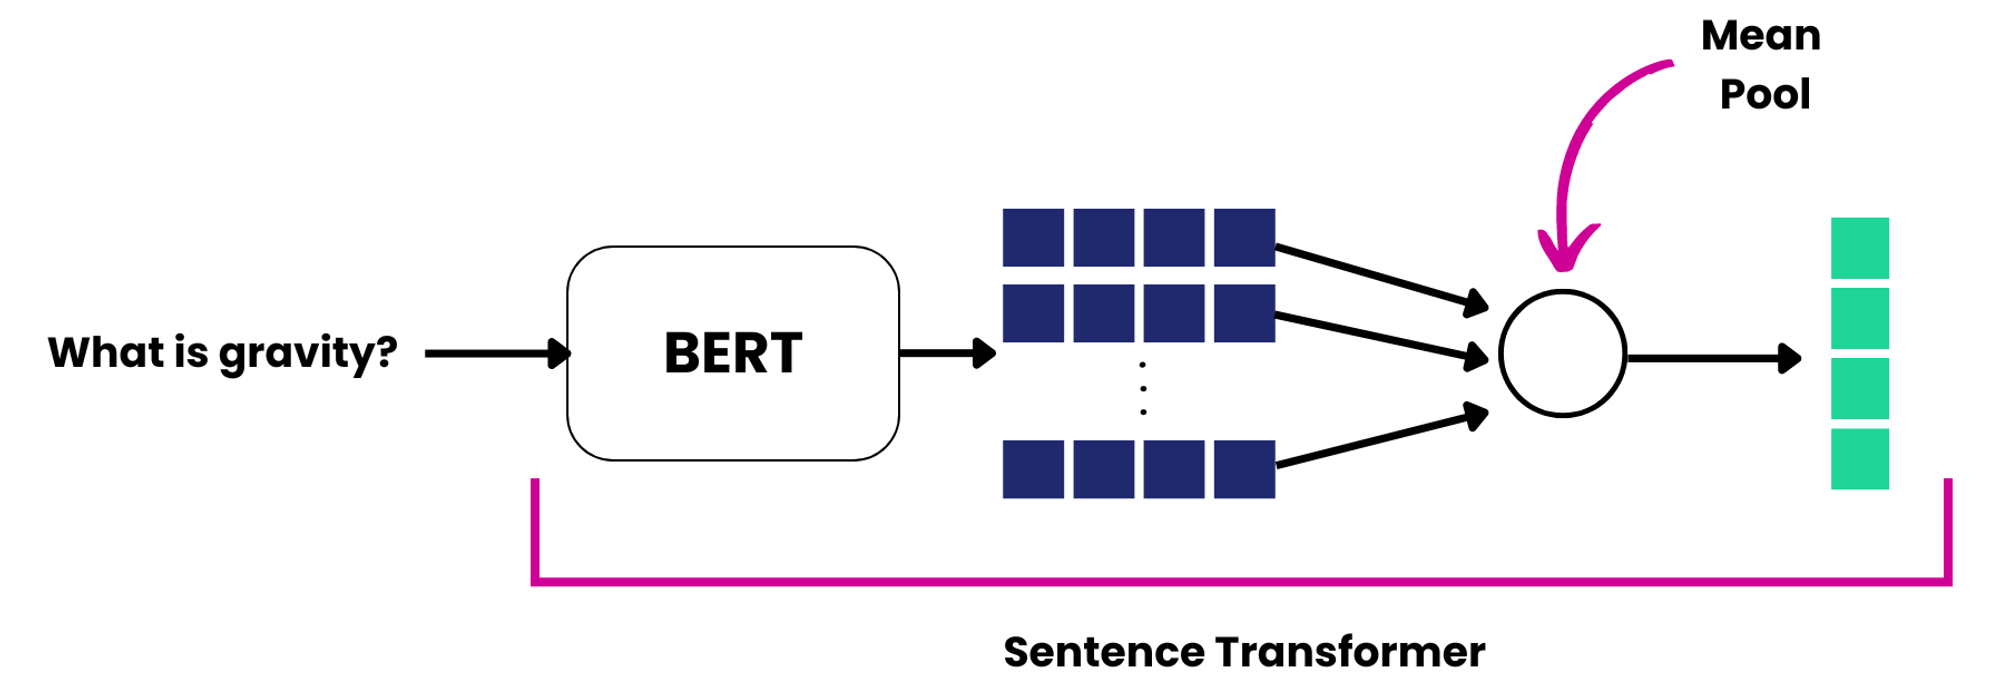 Mean
Pool
What is gravity?
BERT
Sentence Transformer